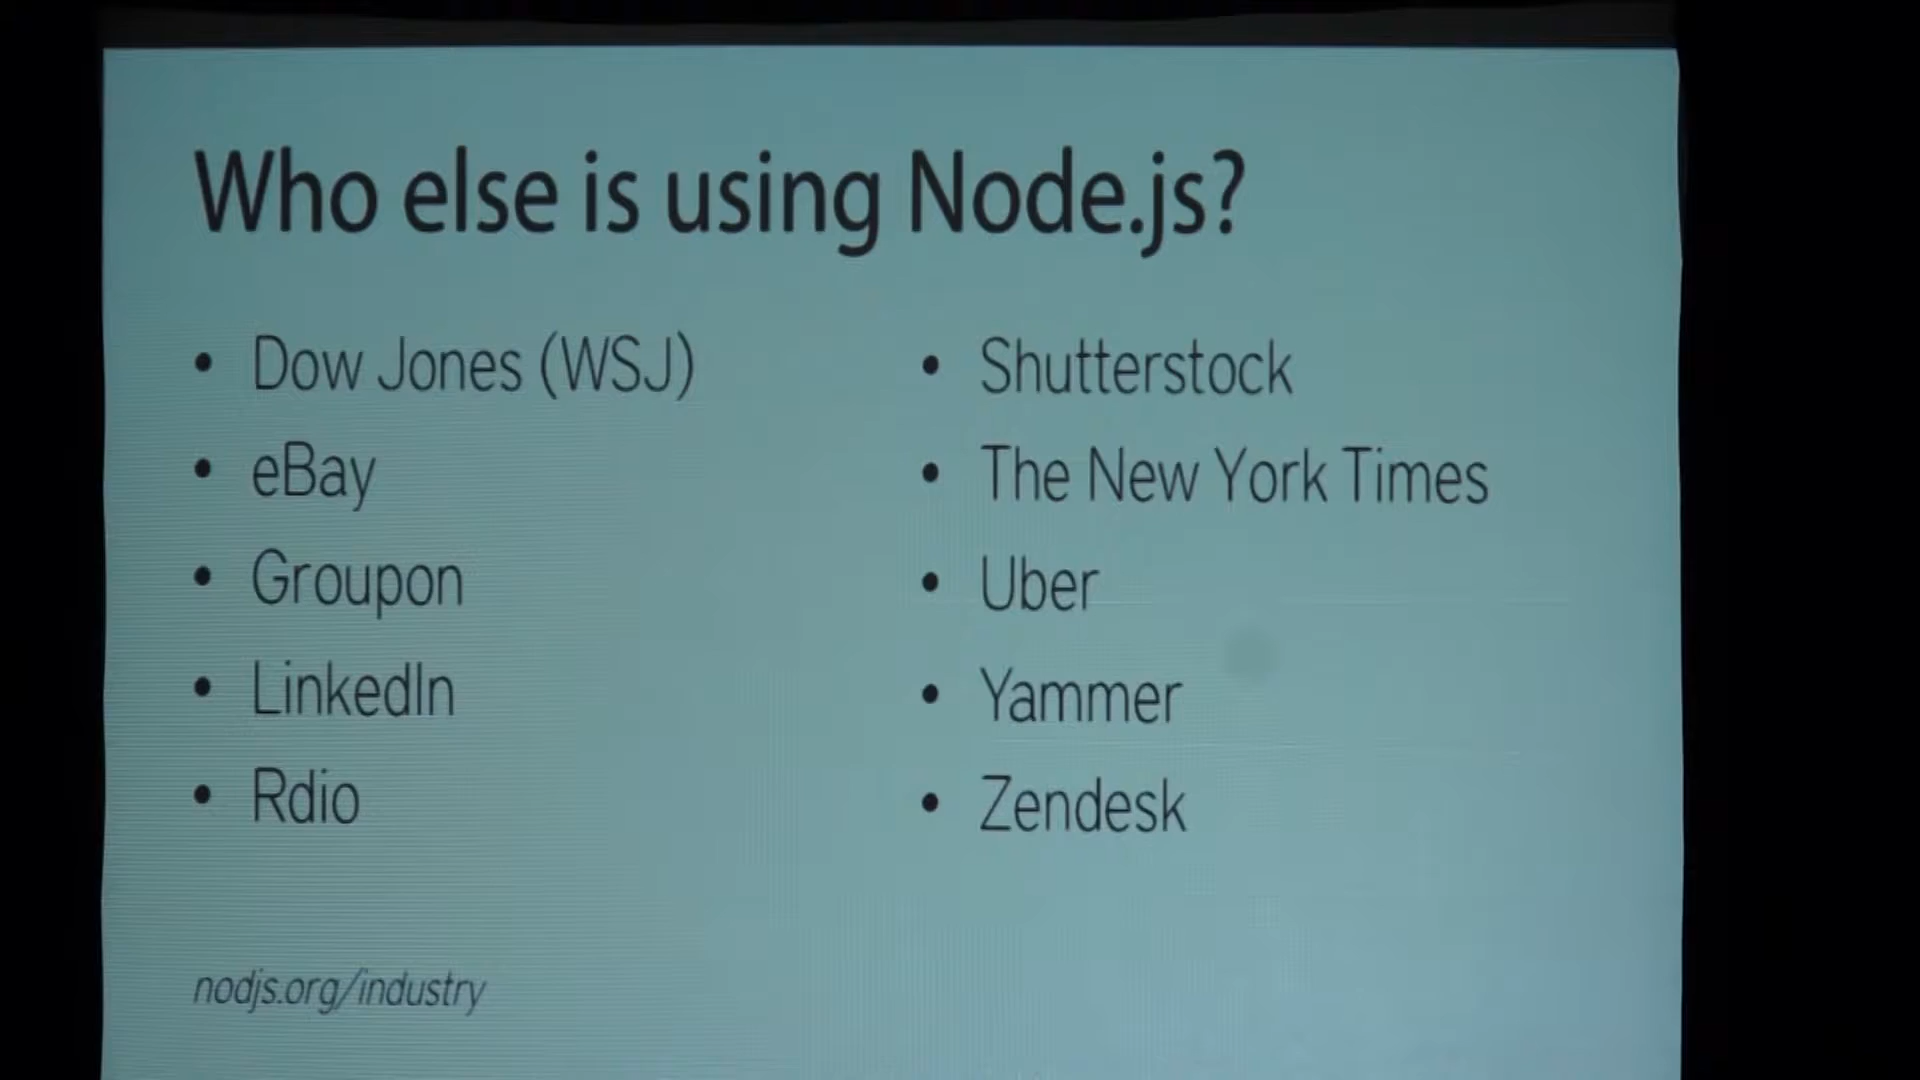 Who else is using Node.js?
• Dow Jones (WSJ)
• eBay
• Groupon
• LinkedIn
• Rdio
• Shutterstock
• The New York Times
• Uber
• Yammer
• Zendesk
nodjs.org/industry